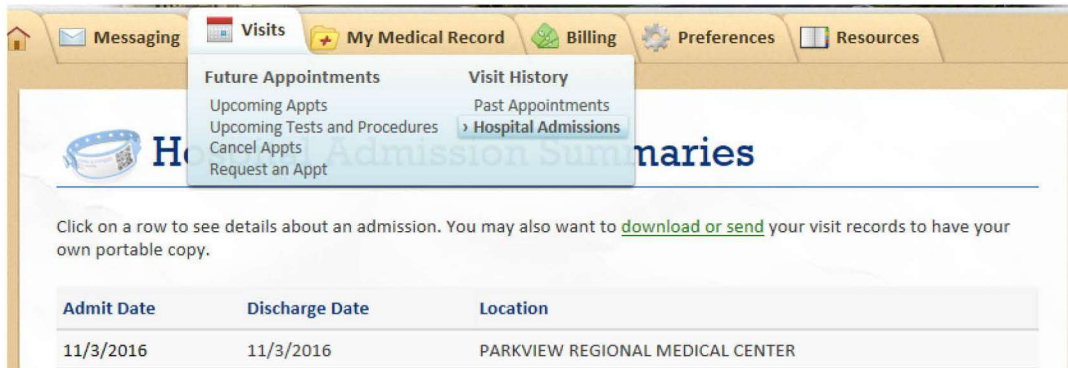 Messaging Visits My Medical Record Billing Preferences Resources
Future Appointments Visit History
Upcoming Appts Past Appointments
Upcoming Tests and Procedures › Hospital Admissions
Cancel Appts
Request an Appt
Hospital Admission Summaries
Click on a row to see details about an admission. You may also want to download or send your visit records to have your
own portable copy.
Admit Date Discharge Date Location
11/3/2016 11/3/2016 PARKVIEW REGIONAL MEDICAL CENTER